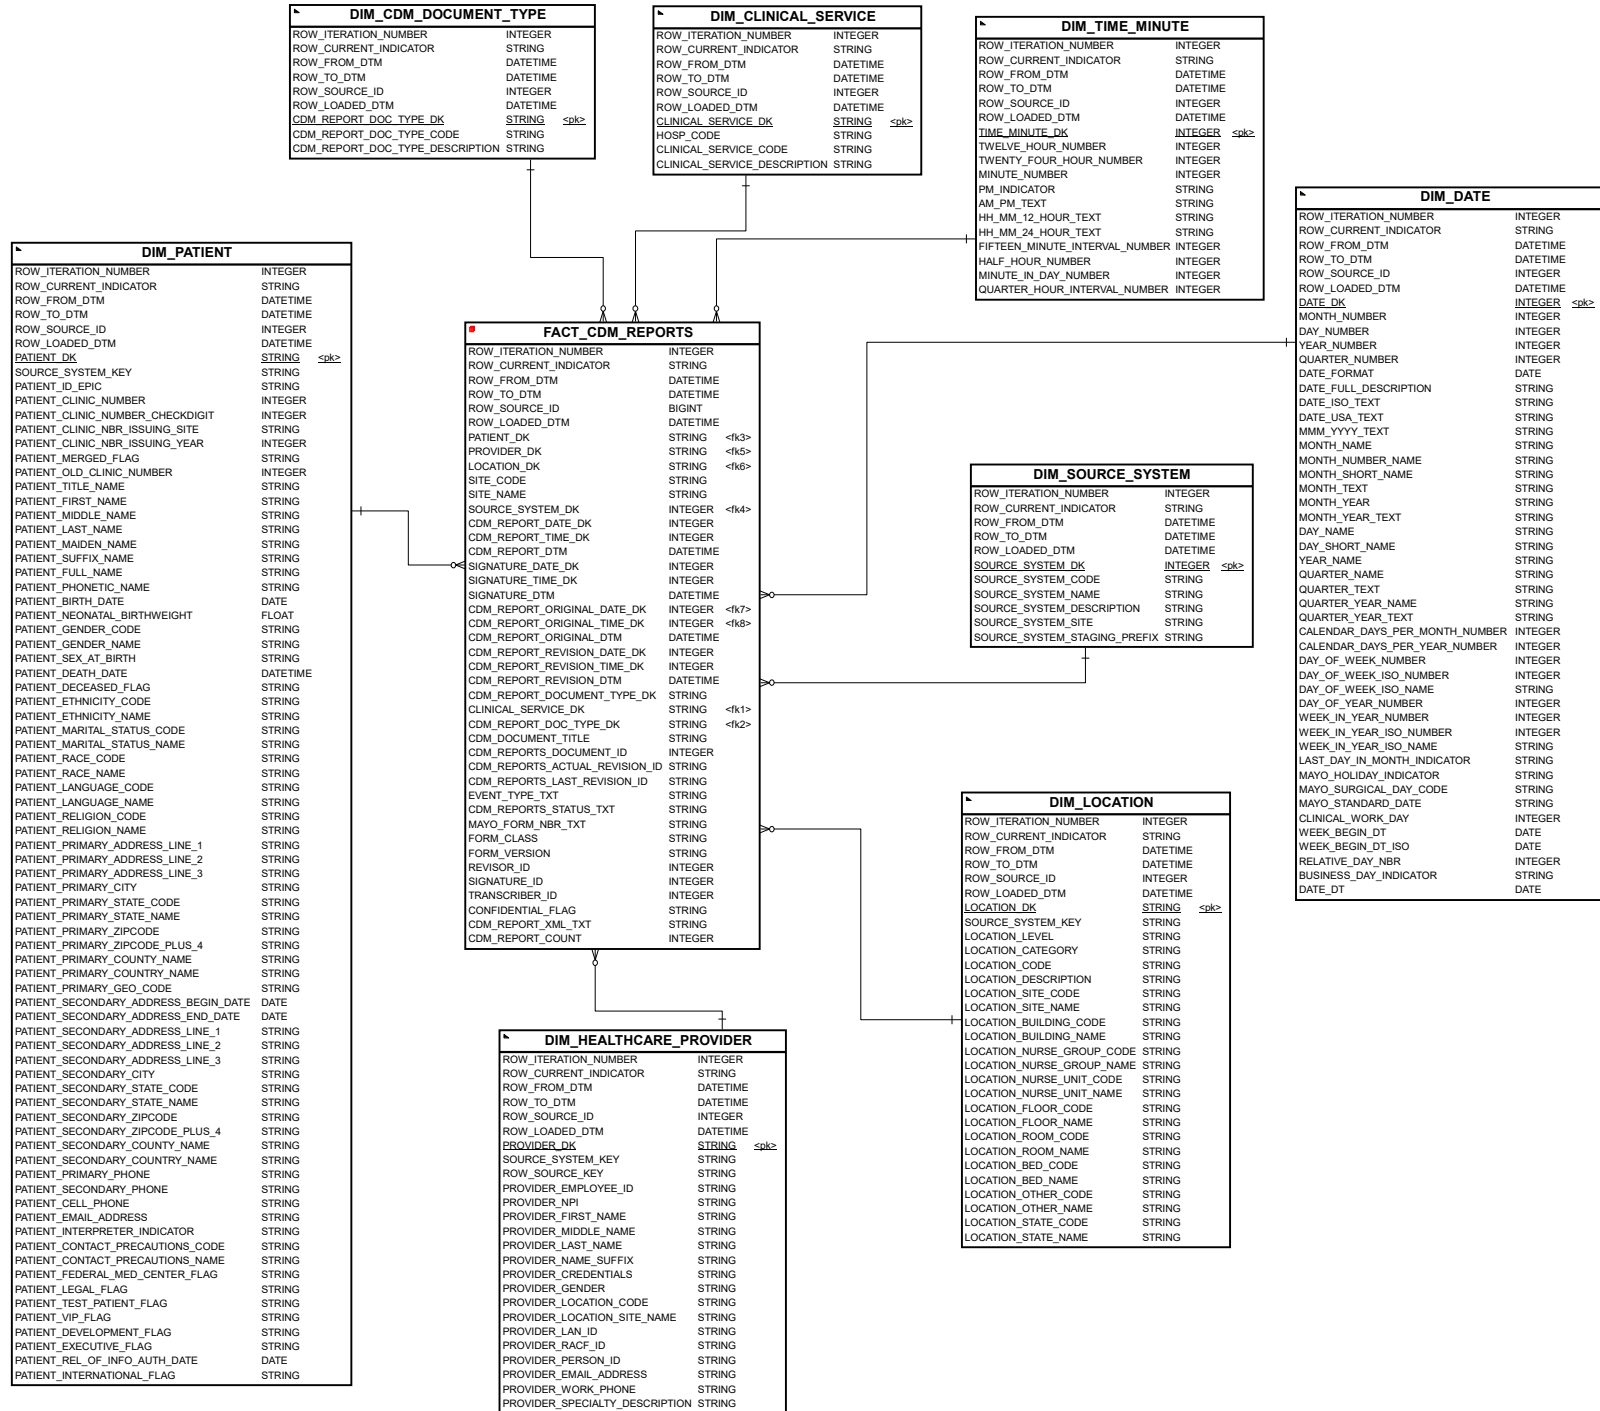 DIM_CDM_DOCUMENT_TYPE
ROW_ITERATION_NUMBER INTEGER
ROW_CURRENT_INDICATOR STRING
ROW_FROM_DTM DATETIME
ROW_TO_DTM DATETIME
ROW_SOURCE_ID INTEGER
ROW_LOADED_DTM DATETIME
CDM_REPORT_DOC_TYPE_DK STRING <pk>
CDM_REPORT_DOC_TYPE_CODE STRING
CDM_REPORT_DOC_TYPE_DESCRIPTION STRING
DIM_CLINICAL_SERVICE
ROW_ITERATION_NUMBER INTEGER
ROW_CURRENT_INDICATOR STRING
ROW_FROM_DTM DATETIME
ROW_TO_DTM DATETIME
ROW_SOURCE_ID INTEGER
ROW_LOADED_DTM DATETIME
CLINICAL_SERVICE_DK STRING <pk>
HOSP_CODE STRING
CLINICAL_SERVICE_CODE STRING
CLINICAL_SERVICE_DESCRIPTION STRING
DIM_TIME_MINUTE
ROW_ITERATION_NUMBER INTEGER
ROW_CURRENT_INDICATOR STRING
ROW_FROM_DTM DATETIME
ROW_TO_DTM DATETIME
ROW_SOURCE_ID INTEGER
ROW_LOADED_DTM DATETIME
TIME_MINUTE_DK INTEGER <pk>
TWELVE_HOUR_NUMBER INTEGER
TWENTY_FOUR_HOUR_NUMBER INTEGER
MINUTE_NUMBER INTEGER
PM_INDICATOR STRING
AM_PM_TEXT STRING
HH_MM_12_HOUR_TEXT STRING
HH_MM_24_HOUR_TEXT STRING
FIFTEEN_MINUTE_INTERVAL_NUMBER INTEGER
HALF_HOUR_NUMBER INTEGER
MINUTE_IN_DAY_NUMBER INTEGER
QUARTER_HOUR_INTERVAL_NUMBER INTEGER
DIM_DATE
ROW_ITERATION_NUMBER INTEGER
ROW_CURRENT_INDICATOR STRING
ROW_FROM_DTM DATETIME
ROW_TO_DTM DATETIME
ROW_SOURCE_ID INTEGER
ROW_LOADED_DTM DATETIME
DATE_DK INTEGER <pk>
MONTH_NUMBER INTEGER
DAY_NUMBER INTEGER
YEAR_NUMBER INTEGER
QUARTER_NUMBER INTEGER
DATE_FORMAT DATE
DATE_FULL_DESCRIPTION STRING
DATE_ISO_TEXT STRING
DATE_USA_TEXT STRING
MMM_YYYY_TEXT STRING
MONTH_NAME STRING
MONTH_NUMBER_NAME STRING
MONTH_SHORT_NAME STRING
MONTH_TEXT STRING
MONTH_YEAR STRING
MONTH_YEAR_TEXT STRING
DAY_NAME STRING
DAY_SHORT_NAME STRING
YEAR_NAME STRING
QUARTER_NAME STRING
QUARTER_TEXT STRING
QUARTER_YEAR_NAME STRING
QUARTER_YEAR_TEXT STRING
CALENDAR_DAYS_PER_MONTH_NUMBER INTEGER
CALENDAR_DAYS_PER_YEAR_NUMBER INTEGER
DAY_OF_WEEK_NUMBER INTEGER
DAY_OF_WEEK_ISO_NUMBER INTEGER
DAY_OF_WEEK_ISO_NAME STRING
DAY_OF_YEAR_NUMBER INTEGER
WEEK_IN_YEAR_NUMBER INTEGER
WEEK_IN_YEAR_ISO_NUMBER INTEGER
WEEK_IN_YEAR_ISO_NAME STRING
LAST_DAY_IN_MONTH_INDICATOR STRING
MAYO_HOLIDAY_INDICATOR STRING
MAYO_SURGICAL_DAY_CODE STRING
MAYO_STANDARD_DATE STRING
CLINICAL_WORK_DAY INTEGER
WEEK_BEGIN_DT DATE
WEEK_BEGIN_DT_ISO DATE
RELATIVE_DAY_NBR INTEGER
BUSINESS_DAY_INDICATOR STRING
DATE_DT DATE
DIM_PATIENT
ROW_ITERATION_NUMBER INTEGER
ROW_CURRENT_INDICATOR STRING
ROW_FROM_DTM DATETIME
ROW_TO_DTM DATETIME
ROW_SOURCE_ID INTEGER
ROW_LOADED_DTM DATETIME
PATIENT_DK STRING <pk>
SOURCE_SYSTEM_KEY STRING
PATIENT_ID_EPIC STRING
PATIENT_CLINIC_NUMBER INTEGER
PATIENT_CLINIC_NUMBER_CHECKDIGIT INTEGER
PATIENT_CLINIC_NBR_ISSUING_SITE STRING
PATIENT_CLINIC_NBR_ISSUING_YEAR INTEGER
PATIENT_MERGED_FLAG STRING
PATIENT_OLD_CLINIC_NUMBER INTEGER
PATIENT_TITLE_NAME STRING
PATIENT_FIRST_NAME STRING
PATIENT_MIDDLE_NAME STRING
PATIENT_LAST_NAME STRING
PATIENT_MAIDEN_NAME STRING
PATIENT_SUFFIX_NAME STRING
PATIENT_FULL_NAME STRING
PATIENT_PHONETIC_NAME STRING
PATIENT_BIRTH_DATE DATE
PATIENT_NEONATAL_BIRTHWEIGHT FLOAT
PATIENT_GENDER_CODE STRING
PATIENT_GENDER_NAME STRING
PATIENT_SEX_AT_BIRTH STRING
PATIENT_DEATH_DATE DATETIME
PATIENT_DECEASED_FLAG STRING
PATIENT_ETHNICITY_CODE STRING
PATIENT_ETHNICITY_NAME STRING
PATIENT_MARITAL_STATUS_CODE STRING
PATIENT_MARITAL_STATUS_NAME STRING
PATIENT_RACE_CODE STRING
PATIENT_RACE_NAME STRING
PATIENT_LANGUAGE_CODE STRING
PATIENT_LANGUAGE_NAME STRING
PATIENT_RELIGION_CODE STRING
PATIENT_RELIGION_NAME STRING
PATIENT_PRIMARY_ADDRESS_LINE_1 STRING
PATIENT_PRIMARY_ADDRESS_LINE_2 STRING
PATIENT_PRIMARY_ADDRESS_LINE_3 STRING
PATIENT_PRIMARY_CITY STRING
PATIENT_PRIMARY_STATE_CODE STRING
PATIENT_PRIMARY_STATE_NAME STRING
PATIENT_PRIMARY_ZIPCODE STRING
PATIENT_PRIMARY_ZIPCODE_PLUS_4 STRING
PATIENT_PRIMARY_COUNTY_NAME STRING
PATIENT_PRIMARY_COUNTRY_NAME STRING
PATIENT_PRIMARY_GEO_CODE STRING
PATIENT_SECONDARY_ADDRESS_BEGIN_DATE DATE
PATIENT_SECONDARY_ADDRESS_END_DATE DATE
PATIENT_SECONDARY_ADDRESS_LINE_1 STRING
PATIENT_SECONDARY_ADDRESS_LINE_2 STRING
PATIENT_SECONDARY_ADDRESS_LINE_3 STRING
PATIENT_SECONDARY_CITY STRING
PATIENT_SECONDARY_STATE_CODE STRING
PATIENT_SECONDARY_STATE_NAME STRING
PATIENT_SECONDARY_ZIPCODE STRING
PATIENT_SECONDARY_ZIPCODE_PLUS_4 STRING
PATIENT_SECONDARY_COUNTY_NAME STRING
PATIENT_SECONDARY_COUNTRY_NAME STRING
PATIENT_PRIMARY_PHONE STRING
PATIENT_SECONDARY_PHONE STRING
PATIENT_CELL_PHONE STRING
PATIENT_EMAIL_ADDRESS STRING
PATIENT_INTERPRETER_INDICATOR STRING
PATIENT_CONTACT_PRECAUTIONS_CODE STRING
PATIENT_CONTACT_PRECAUTIONS_NAME STRING
PATIENT_FEDERAL_MED_CENTER_FLAG STRING
PATIENT_LEGAL_FLAG STRING
PATIENT_TEST_PATIENT_FLAG STRING
PATIENT_VIP_FLAG STRING
PATIENT_DEVELOPMENT_FLAG STRING
PATIENT_EXECUTIVE_FLAG STRING
PATIENT_REL_OF_INFO_AUTH_DATE DATE
PATIENT_INTERNATIONAL_FLAG STRING
FACT_CDM_REPORTS
ROW_ITERATION_NUMBER INTEGER
ROW_CURRENT_INDICATOR STRING
ROW_FROM_DTM DATETIME
ROW_TO_DTM DATETIME
ROW_SOURCE_ID BIGINT
ROW_LOADED_DTM DATETIME
PATIENT_DK STRING <fk3>
PROVIDER_DK STRING <fk5>
LOCATION_DK STRING <fk6>
SITE_CODE STRING
SITE_NAME STRING
SOURCE_SYSTEM_DK INTEGER <fk4>
CDM_REPORT_DATE_DK INTEGER
CDM_REPORT_TIME_DK INTEGER
CDM_REPORT_DTM DATETIME
SIGNATURE_DATE_DK INTEGER
SIGNATURE_TIME_DK INTEGER
SIGNATURE_DTM DATETIME
CDM_REPORT_ORIGINAL_DATE_DK INTEGER <fk7>
CDM_REPORT_ORIGINAL_TIME_DK INTEGER <fk8>
CDM_REPORT_ORIGINAL_DTM DATETIME
CDM_REPORT_REVISION_DATE_DK INTEGER
CDM_REPORT_REVISION_TIME_DK INTEGER
CDM_REPORT_REVISION_DTM DATETIME
CDM_REPORT_DOCUMENT_TYPE_DK STRING
CLINICAL_SERVICE_DK STRING <fk1>
CDM_REPORT_DOC_TYPE_DK STRING <fk2>
CDM_DOCUMENT_TITLE STRING
CDM_REPORTS_DOCUMENT_ID INTEGER
CDM_REPORTS_ACTUAL_REVISION_ID STRING
CDM_REPORTS_LAST_REVISION_ID STRING
EVENT_TYPE_TXT STRING
CDM_REPORTS_STATUS_TXT STRING
MAYO_FORM_NBR_TXT STRING
FORM_CLASS STRING
FORM_VERSION STRING
REVISOR_ID INTEGER
SIGNATURE_ID INTEGER
TRANSCRIBER_ID INTEGER
CONFIDENTIAL_FLAG STRING
CDM_REPORT_XML_TXT STRING
CDM_REPORT_COUNT INTEGER
DIM_SOURCE_SYSTEM
ROW_ITERATION_NUMBER INTEGER
ROW_CURRENT_INDICATOR STRING
ROW_FROM_DTM DATETIME
ROW_TO_DTM DATETIME
ROW_LOADED_DTM DATETIME
SOURCE_SYSTEM_DK INTEGER <pk>
SOURCE_SYSTEM_CODE STRING
SOURCE_SYSTEM_NAME STRING
SOURCE_SYSTEM_DESCRIPTION STRING
SOURCE_SYSTEM_SITE STRING
SOURCE_SYSTEM_STAGING_PREFIX STRING
DIM_LOCATION
ROW_ITERATION_NUMBER INTEGER
ROW_CURRENT_INDICATOR STRING
ROW_FROM_DTM DATETIME
ROW_TO_DTM DATETIME
ROW_SOURCE_ID INTEGER
ROW_LOADED_DTM DATETIME
LOCATION_DK STRING <pk>
SOURCE_SYSTEM_KEY STRING
LOCATION_LEVEL STRING
LOCATION_CATEGORY STRING
LOCATION_CODE STRING
LOCATION_DESCRIPTION STRING
LOCATION_SITE_CODE STRING
LOCATION_SITE_NAME STRING
LOCATION_BUILDING_CODE STRING
LOCATION_BUILDING_NAME STRING
LOCATION_NURSE_GROUP_CODE STRING
LOCATION_NURSE_GROUP_NAME STRING
LOCATION_NURSE_UNIT_CODE STRING
LOCATION_NURSE_UNIT_NAME STRING
LOCATION_FLOOR_CODE STRING
LOCATION_FLOOR_NAME STRING
LOCATION_ROOM_CODE STRING
LOCATION_ROOM_NAME STRING
LOCATION_BED_CODE STRING
LOCATION_BED_NAME STRING
LOCATION_OTHER_CODE STRING
LOCATION_OTHER_NAME STRING
LOCATION_STATE_CODE STRING
LOCATION_STATE_NAME STRING
DIM_HEALTHCARE_PROVIDER
ROW_ITERATION_NUMBER INTEGER
ROW_CURRENT_INDICATOR STRING
ROW_FROM_DTM DATETIME
ROW_TO_DTM DATETIME
ROW_SOURCE_ID INTEGER
ROW_LOADED_DTM DATETIME
PROVIDER_DK STRING <pk>
SOURCE_SYSTEM_KEY STRING
ROW_SOURCE_KEY STRING
PROVIDER_EMPLOYEE_ID STRING
PROVIDER_NPI STRING
PROVIDER_FIRST_NAME STRING
PROVIDER_MIDDLE_NAME STRING
PROVIDER_LAST_NAME STRING
PROVIDER_NAME_SUFFIX STRING
PROVIDER_CREDENTIALS STRING
PROVIDER_GENDER STRING
PROVIDER_LOCATION_CODE STRING
PROVIDER_LOCATION_SITE_NAME STRING
PROVIDER_LAN_ID STRING
PROVIDER_RACF_ID STRING
PROVIDER_PERSON_ID STRING
PROVIDER_EMAIL_ADDRESS STRING
PROVIDER_WORK_PHONE STRING
PROVIDER_SPECIALTY_DESCRIPTION STRING